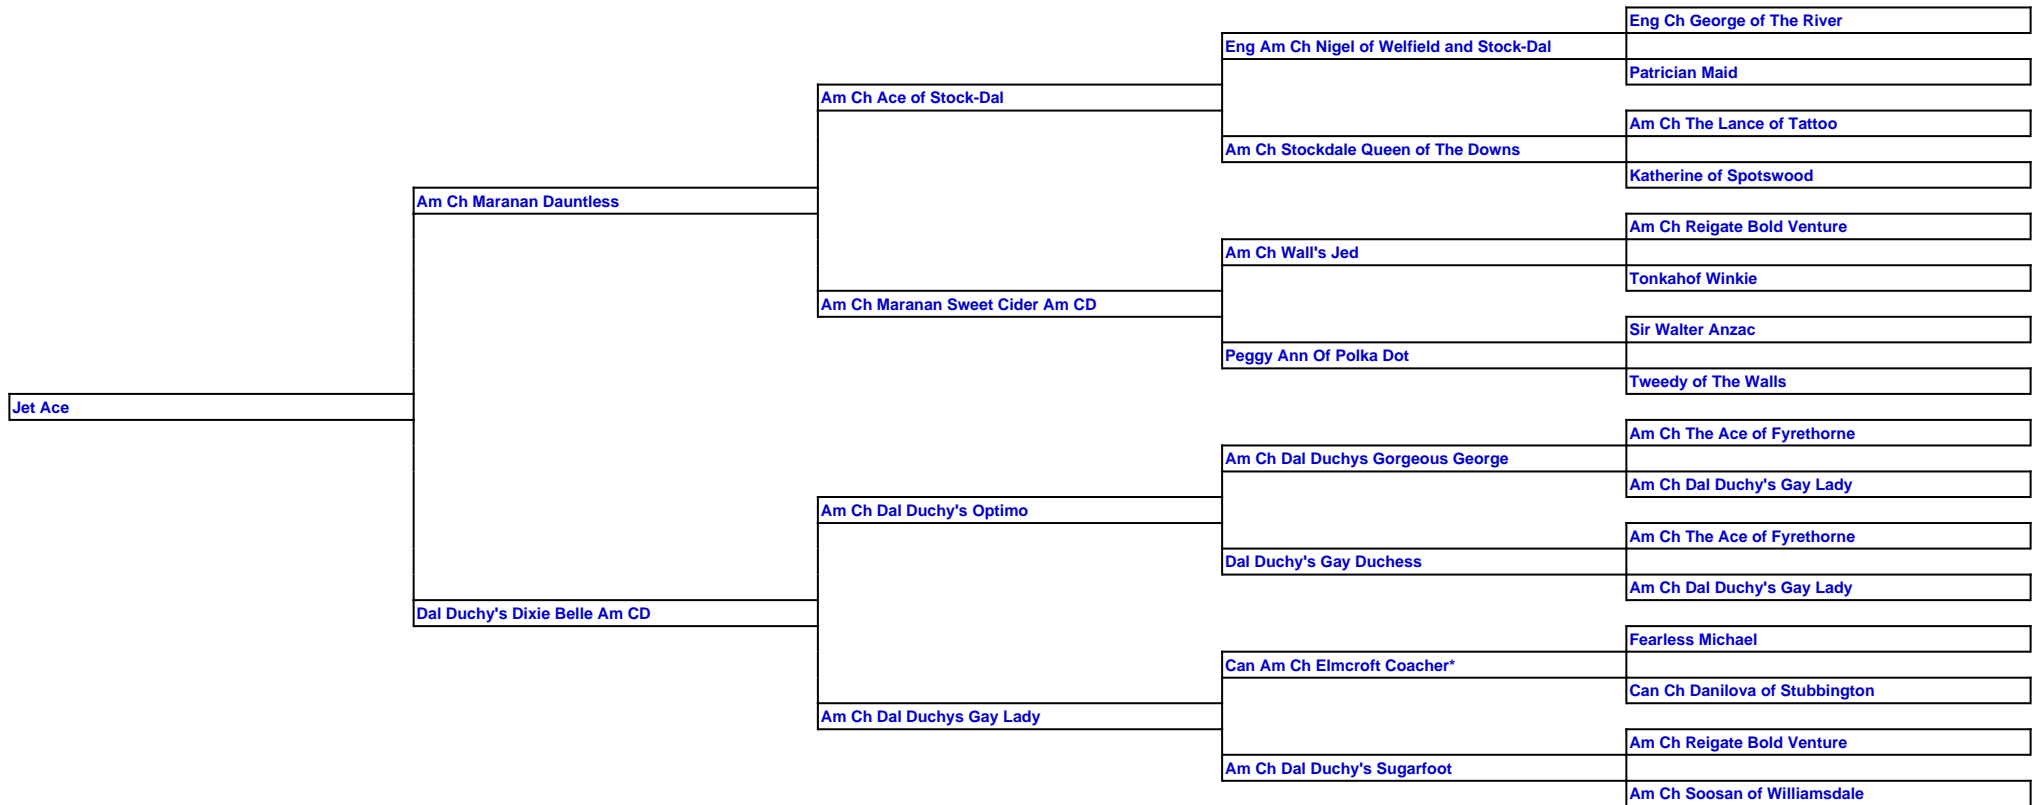 Eng Ch George of The River
Eng Am Ch Nigel of Welfield and Stock-Dal
Patrician Maid
Am Ch Ace of Stock-Dal
Am Ch The Lance of Tattoo
Am Ch Stockdale Queen of The Downs
Katherine of Spotswood
Am Ch Maranan Dauntless
Am Ch Reigate Bold Venture
Am Ch Wall's Jed
Tonkahof Winkie
Am Ch Maranan Sweet Cider Am CD
Sir Walter Anzac
Peggy Ann Of Polka Dot
Tweedy of The Walls
Jet Ace
Am Ch The Ace of Fyrethorne
Am Ch Dal Duchys Gorgeous George
Am Ch Dal Duchy's Gay Lady
Am Ch Dal Duchy's Optimo
Am Ch The Ace of Fyrethorne
Dal Duchy's Gay Duchess
Am Ch Dal Duchy's Gay Lady
Dal Duchy's Dixie Belle Am CD
Fearless Michael
Can Am Ch Elmcroft Coacher*
Can Ch Danilova of Stubbington
Am Ch Dal Duchys Gay Lady
Am Ch Reigate Bold Venture
Am Ch Dal Duchy's Sugarfoot
Am Ch Soosan of Williamsdale